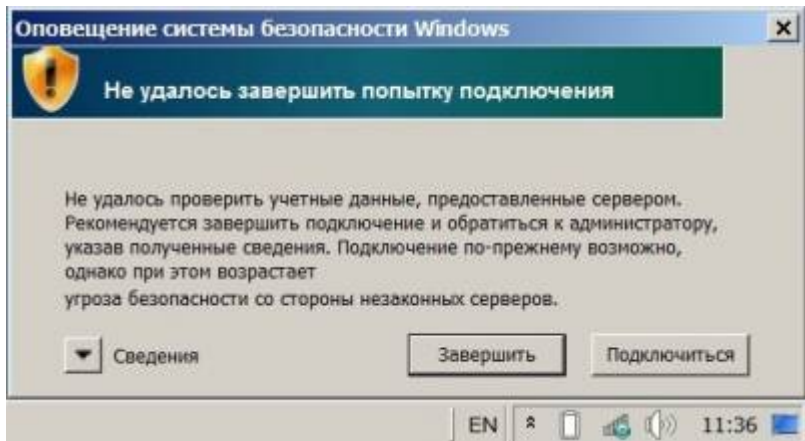 Оповещение системы безопасности Windows
Не удалось завершить попытку подключения
Не удалось проверить учетные данные, предоставленные сервером.
Рекомендуется завершить подключение и обратиться к администратору,
указав полученные сведения. Подключение по-прежнему возможно,
однако при этом возрастает
угроза безопасности со стороны незаконных серверов.
Сведения
Завершить
Подключиться
EN
11:36